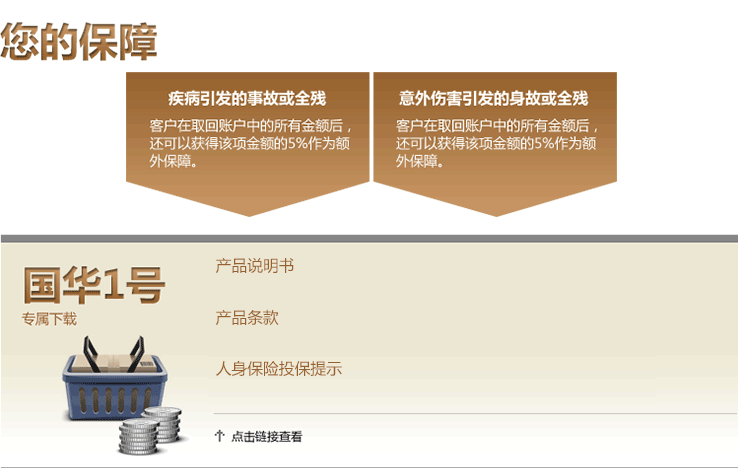 您的保障
疾病引发的事故或全残
客户在取回账户中的所有金额后，
还可以获得该项金额的5%作为额
外保障。
意外伤害引发的身故或全残
客户在取回账户中的所有金额后，
还可以获得该项金额的5%作为额
外保障。
国华1号
专属下载
产品说明书
产品条款
人身保险投保提示
点击链接查看